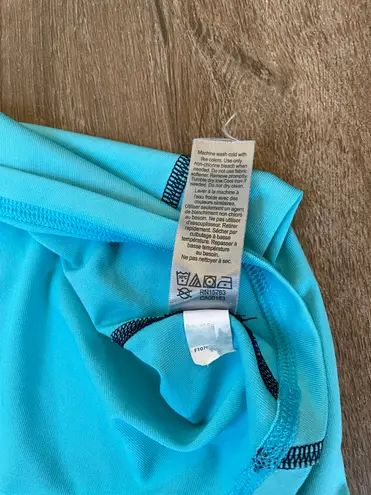 Machine wash cold with
like colors. Use only
non-chlorine bleach when
needed. Do not use fabric
softener. Remove promptly.
Tumble dry low. Cool iron if
needed. Do not dry clean.
Laver à la machine à
l'eau froide avec des
couleurs similaires.
Utiliser seulement un agent
de blanchiment non chloré
au besoin. Ne pas utiliser
d'assouplisseur. Retirer
rapidement. Sécher par
culbutage à basse
température. Repasser à
basse température
au besoin.
Ne pas nettoyer à sec.
RN15763
CA00153